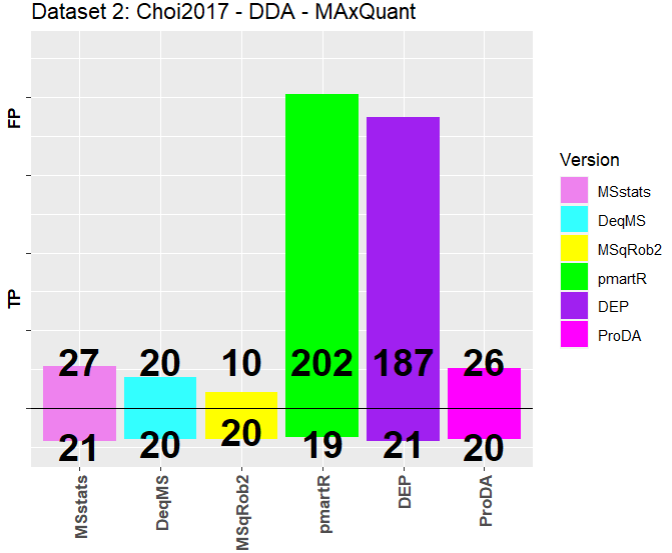 Dataset 2: Choi2017 - DDA - MAxQuant
FP
TP
27 20 10 202 187 26
21 20 20 19 21 20
MSstats
DeqMS
MSqRob2
pmartR
DEP
ProDA
Version
MSstats
DeqMS
MSqRob2
pmartR
DEP
ProDA